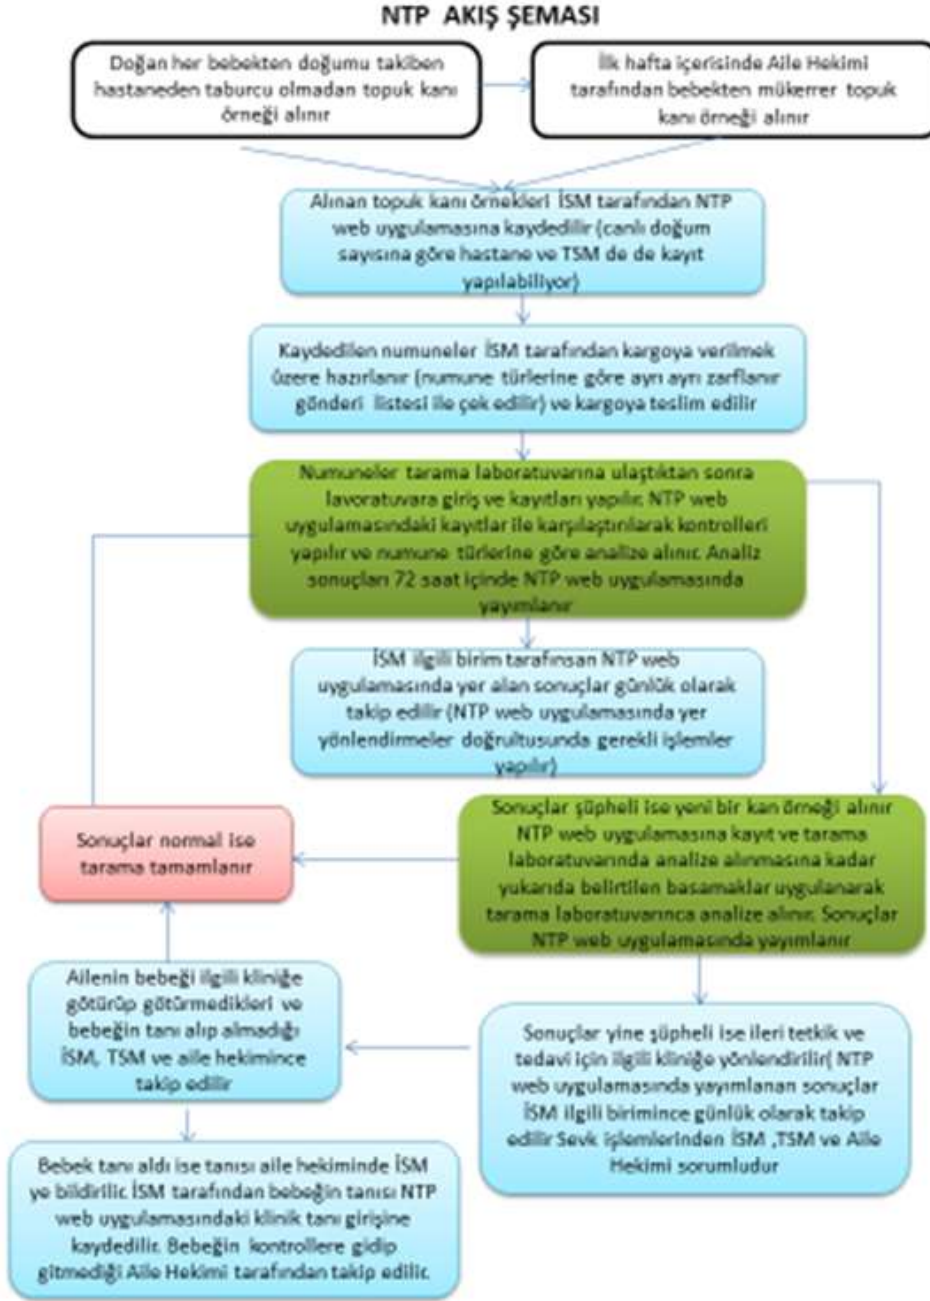 NTP AKIŞ ŞEMASI
Doğan her bebekten doğumu takiben
hastaneden taburcu olmadan topuk kanı
örneği alınır
İlk hafta içerisinde Aile Hekimi
tarafından bebekten mükerrer topuk
kanı örneği alınır
Alınan topuk kanı örnekleri İSM tarafından NTP
web uygulamasına kaydedilir (canlı doğum
sayısına göre hastane ve TSM de de kayıt
yapılabiliyor)
Kaydedilen numuneler İSM tarafından kargoya verilmek
üzere hazırlanır (numune türlerine göre ayrı ayrı zarflanır
gönderi listesi ile çek edilir) ve kargoya teslim edilir
Numuneler tarama laboratuvarına ulaştıktan sonra
lavoratuvara giriş ve kayıtları yapılır. NTP web
uygulamasındaki kayıtlar ile karşılaştırılarak kontrolleri
yapılır ve numune türlerine göre analize alınır. Analiz
sonuçları 72 saat içinde NTP web uygulamasında
yayımlanır
İSM ilgili birim tarafınsan NTP web
uygulamasında yer alan sonuçlar günlük olarak
takip edilir (NTP web uygulamasında yer
yönlendirmeler doğrultusunda gerekli işlemler
yapılır)
Sonuçlar normal ise
tarama tamamlanır
Sonuçlar şüpheli ise yeni bir kan örneği alınır
NTP web uygulamasına kayıt ve tarama
laboratuvarında analize alınmasına kadar
yukarıda belirtilen basamaklar uygulanarak
tarama laboratuvarınca analize alınır. Sonuçlar
NTP web uygulamasında yayımlanır
Ailenin bebeği ilgili kliniğe
götürüp götürmedikleri ve
bebeğin tanı alıp almadığı
İSM, TSM ve aile hekimince
takip edilir
Sonuçlar yine şüpheli ise ileri tetkik ve
tedavi için ilgili kliniğe yönlendirilir( NTP
web uygulamasında yayımlanan sonuçlar
İSM ilgili birimince günlük olarak takip
edilir Sevk işlemlerinden İSM ,TSM ve Aile
Hekimi sorumludur
Bebek tanı aldı ise tanısı aile hekiminde İSM
ye bildirilir. İSM tarafından bebeğin tanısı NTP
web uygulamasındaki klinik tanı girişine
kaydedilir. Bebeğin kontrollere gidip
gitmediği Aile Hekimi tarafından takip edilir.